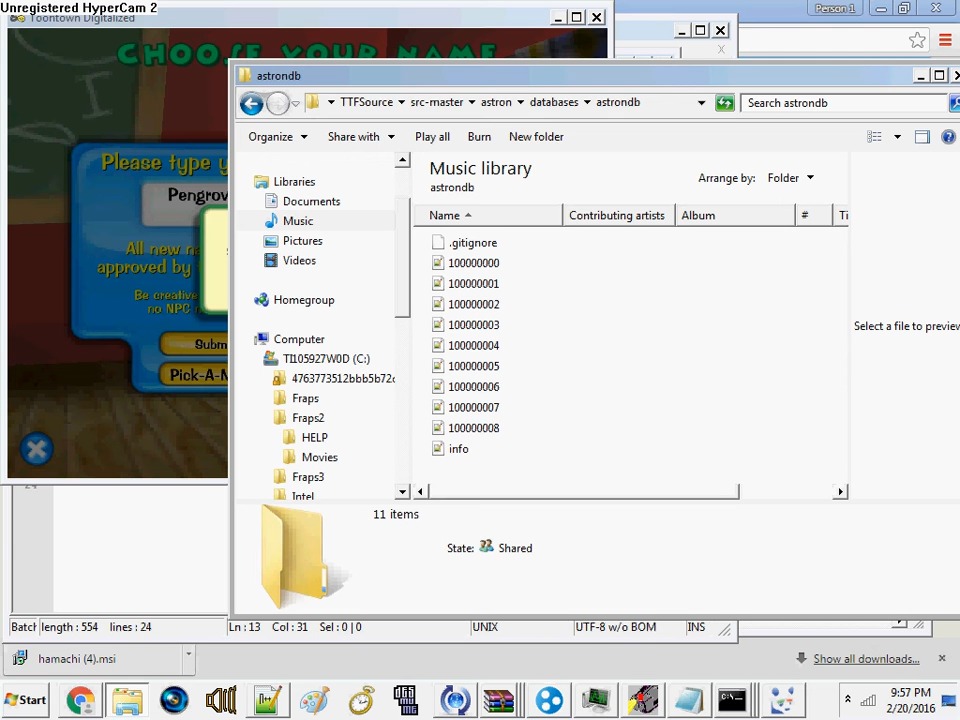 Unregistered HyperCam 2
Toontown Digitalized
Person 1
CHOOSE YOUR NAME
Please type y
Pengrov
All new na
approved by
Be creative
no NPC n
Subm
Pick-A-N
astrondb
TTFSource src-master astron databases astrondb
Search astrondb
Organize Share with Play all Burn New folder
Libraries
Documents
Music
Pictures
Videos
Homegroup
Computer
TI105927W0D (C:)
4763773512bbb5b72
Fraps
Fraps2
HELP
Movies
Fraps3
Intel
Music library
astrondb
Arrange by: Folder
Name Contributing artists Album # Ti
.gitignore
100000000
100000001
100000002
100000003
100000004
100000005
100000006
100000007
100000008
info
Select a file to preview
11 items
State: Shared
24
Batch length : 554 lines : 24 Ln : 13 Col : 31 Sel : 0 | 0 UNIX UTF-8 w/o BOM INS
hamachi (4).msi
Show all downloads...
Start
9:57 PM
2/20/2016